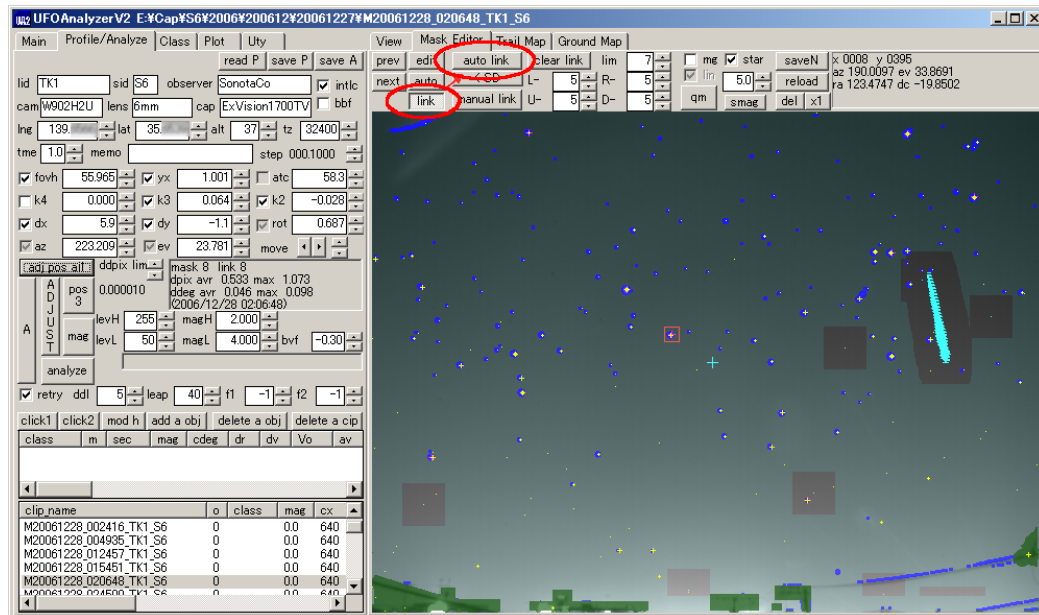 UFOAnalyzerV2 E:¥Cap¥S6¥2006¥200612¥20061227¥M20061228_020648_TK1_S6
Main Profile/Analyze Class Plot Uty
read P save P save A
lid TK1 sid S6 observer SonotaCo intlc
cam W902H2U lens 6mm cap ExVision1700TV bbf
lng 139. lat 35. alt 37 tz 32400
tme 1.0 memo step 000.1000
fovh 55.965 yx 1.001 atc 58.3
k4 0.000 k3 0.064 k2 -0.028
dx 5.9 dy -1.1 rot 0.687
az 223.209 ev 23.781 move
adj pos all ddpix lim
0.000010
mask 8 link 8
dpix avr 0.533 max 1.073
ddeg avr 0.046 max 0.098
(2006/12/28 02:06:48)
A
ADJUST
pos 3
mag
levH 255 magH 2.000
levL 50 magL 4.000 bvf -0.30
analyze
retry ddl 5 leap 40 f1 -1 f2 -1
click1 click2 mod h add a obj delete a obj delete a cip
class m sec mag cdeg dr dv Vo av
clip_name o class mag cx
M20061228_002416_TK1_S6 0 0.0 640
M20061228_004935_TK1_S6 0 0.0 640
M20061228_012457_TK1_S6 0 0.0 640
M20061228_015451_TK1_S6 0 0.0 640
M20061228_020648_TK1_S6 0 0.0 640
M20061228_024500_TK1_S6 0 0.0 640
View Mask Editor Trail Map Ground Map
prev edit auto link clear link lim 7 mg star saveN
next auto SD L- 5 R- 5 lin 5.0 reload
link manual link U- 5 D- 5 qm smag del x1
x 0008 y 0395
az 190.0097 ev 33.8691
ra 123.4747 dc -19.8502